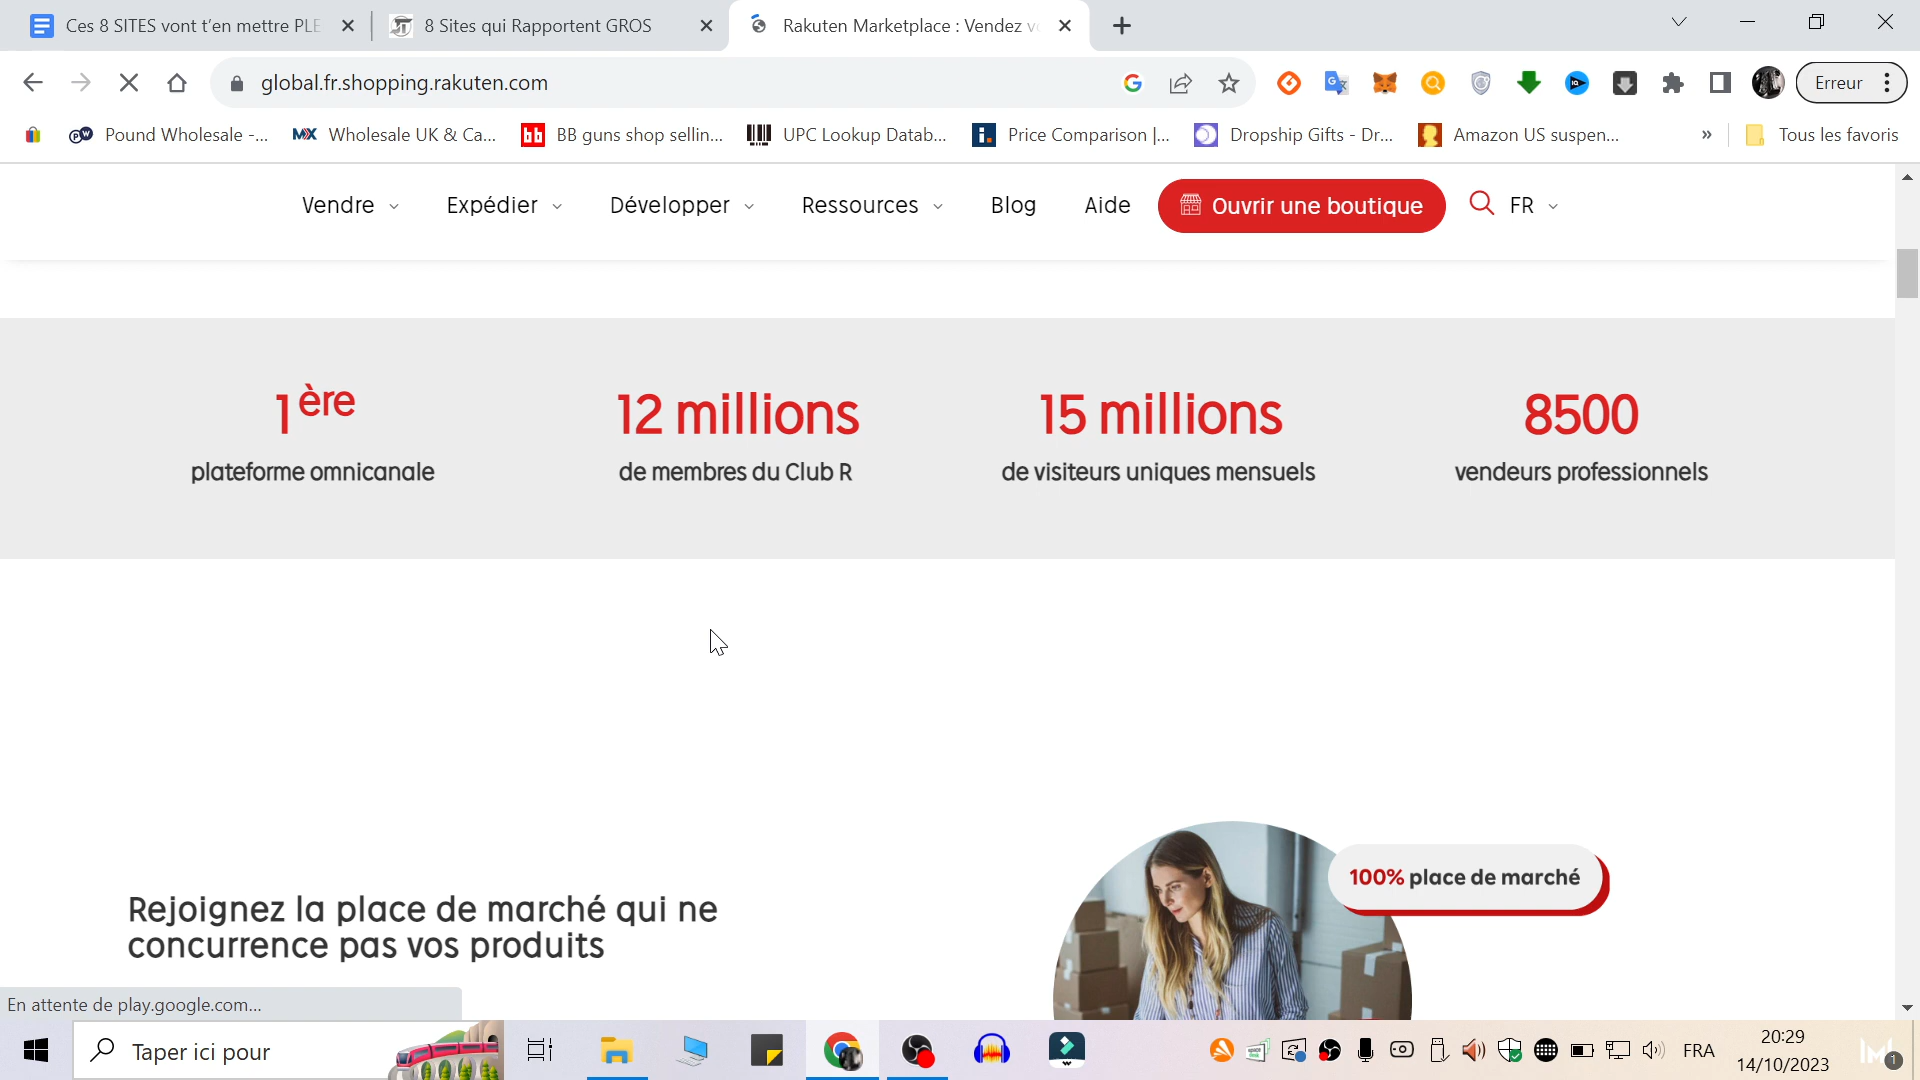 Ces 8 SITES vont t'en mettre PLE
8 Sites qui Rapportent GROS
Rakuten Marketplace : Vendez v
global.fr.shopping.rakuten.com
Erreur
Pound Wholesale -...
Wholesale UK & Ca...
BB guns shop sellin...
UPC Lookup Datab...
Price Comparison |...
Dropship Gifts - Dr...
Amazon US suspen...
»
Tous les favoris
Vendre
Expédier
Développer
Ressources
Blog
Aide
Ouvrir une boutique
FR
1ère
plateforme omnicanale
12 millions
de membres du Club R
15 millions
de visiteurs uniques mensuels
8500
vendeurs professionnels
100% place de marché
Rejoignez la place de marché qui ne
concurrence pas vos produits
En attente de play.google.com...
Taper ici pour
FRA
20:29
14/10/2023
1